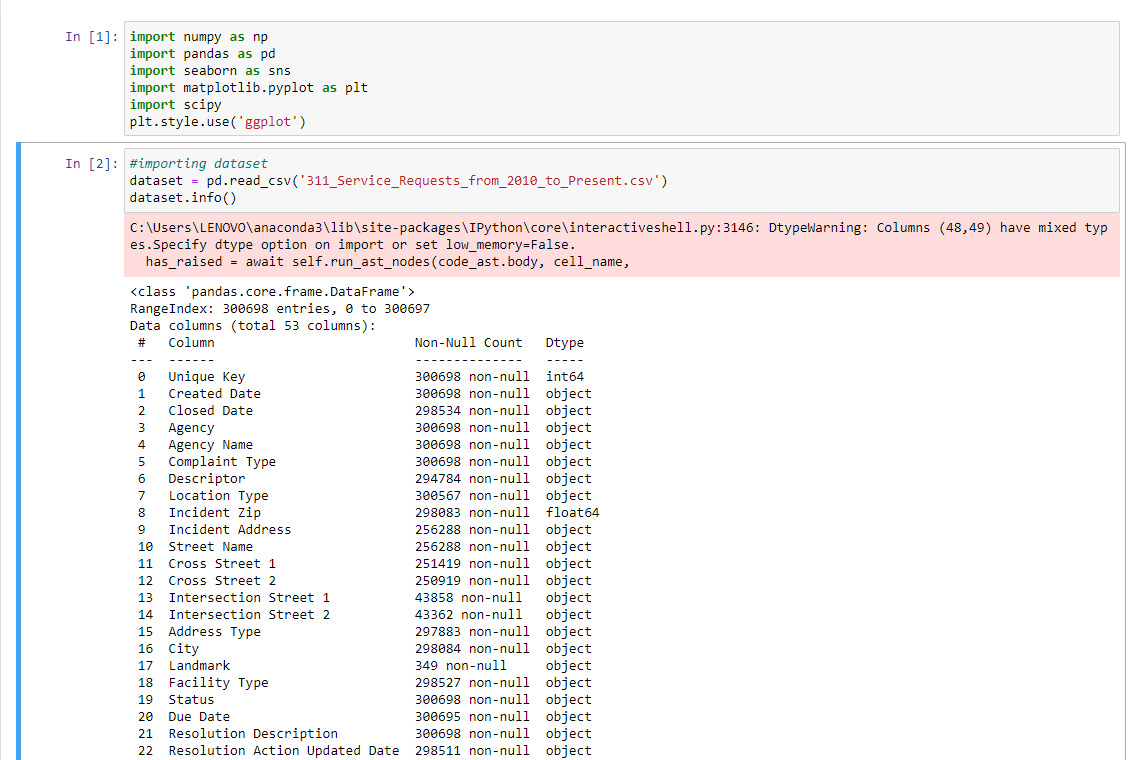 In [1]: import numpy as np
import pandas as pd
import seaborn as sns
import matplotlib.pyplot as plt
import scipy
plt.style.use('ggplot')
In [2]: #importing dataset
dataset = pd.read_csv('311_Service_Requests_from_2010_to_Present.csv')
dataset.info()
C:\Users\LENOVO\anaconda3\lib\site-packages\IPython\core\interactiveshell.py:3146: DtypeWarning: Columns (48,49) have mixed typ
es.Specify dtype option on import or set low_memory=False.
  has_raised = await self.run_ast_nodes(code_ast.body, cell_name,
<class 'pandas.core.frame.DataFrame'>
RangeIndex: 300698 entries, 0 to 300697
Data columns (total 53 columns):
 #   Column                          Non-Null Count   Dtype
---  ------                          --------------   -----
 0   Unique Key                      300698 non-null  int64
 1   Created Date                    300698 non-null  object
 2   Closed Date                     298534 non-null  object
 3   Agency                          300698 non-null  object
 4   Agency Name                     300698 non-null  object
 5   Complaint Type                  300698 non-null  object
 6   Descriptor                      294784 non-null  object
 7   Location Type                   300567 non-null  object
 8   Incident Zip                    298083 non-null  float64
 9   Incident Address                256288 non-null  object
 10  Street Name                     256288 non-null  object
 11  Cross Street 1                  251419 non-null  object
 12  Cross Street 2                  250919 non-null  object
 13  Intersection Street 1           43858 non-null   object
 14  Intersection Street 2           43362 non-null   object
 15  Address Type                    297883 non-null  object
 16  City                            298084 non-null  object
 17  Landmark                        349 non-null     object
 18  Facility Type                   298527 non-null  object
 19  Status                          300698 non-null  object
 20  Due Date                        300695 non-null  object
 21  Resolution Description          300698 non-null  object
 22  Resolution Action Updated Date  298511 non-null  object